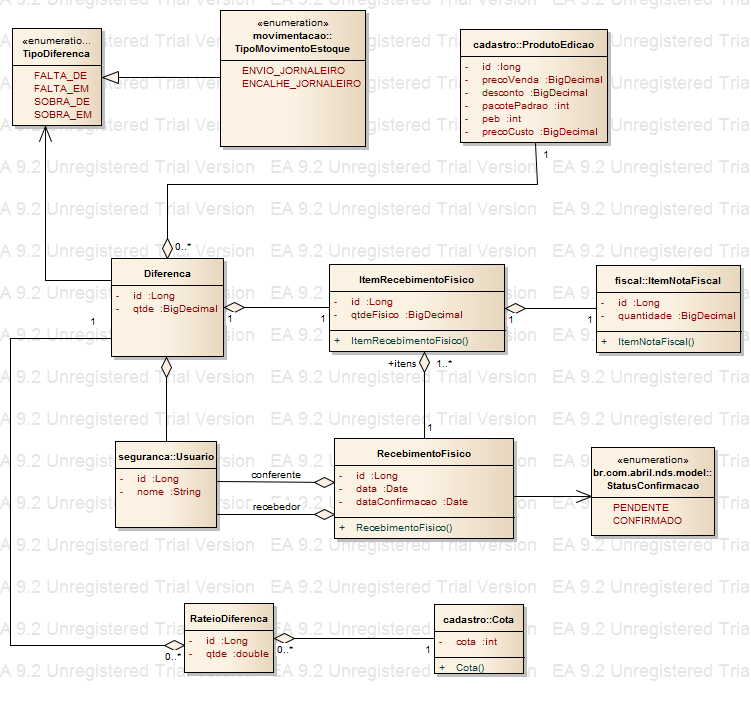 «enumeratio...
TipoDiferenca
FALTA_DE
FALTA_EM
SOBRA_DE
SOBRA_EM
«enumeration»
movimentacao::
TipoMovimentoEstoque
ENVIO_JORNALEIRO
ENCALHE_JORNALEIRO
cadastro::ProdutoEdicao
- id :long
- precoVenda :BigDecimal
- desconto :BigDecimal
- pacotePadrao :int
- peb :int
- precoCusto :BigDecimal
1
0..*
Diferenca
- id :Long
- qtde :BigDecimal
1
1
1
ItemRecebimentoFisico
- id :Long
- qtdeFisico :BigDecimal
+ ItemRecebimentoFisico()
1
1
fiscal::ItemNotaFiscal
- id :Long
- quantidade :BigDecimal
+ ItemNotaFiscal()
+itens
1..*
1
seguranca::Usuario
- id :Long
- nome :String
conferente
recebedor
RecebimentoFisico
- id :Long
- data :Date
- dataConfirmacao :Date
+ RecebimentoFisico()
«enumeration»
br.com.abril.nds.model::
StatusConfirmacao
PENDENTE
CONFIRMADO
RateioDiferenca
- id :Long
- qtde :double
0..*
0..*
1
cadastro::Cota
- cota :int
+ Cota()
EA 9.2 Unregistered Trial Version